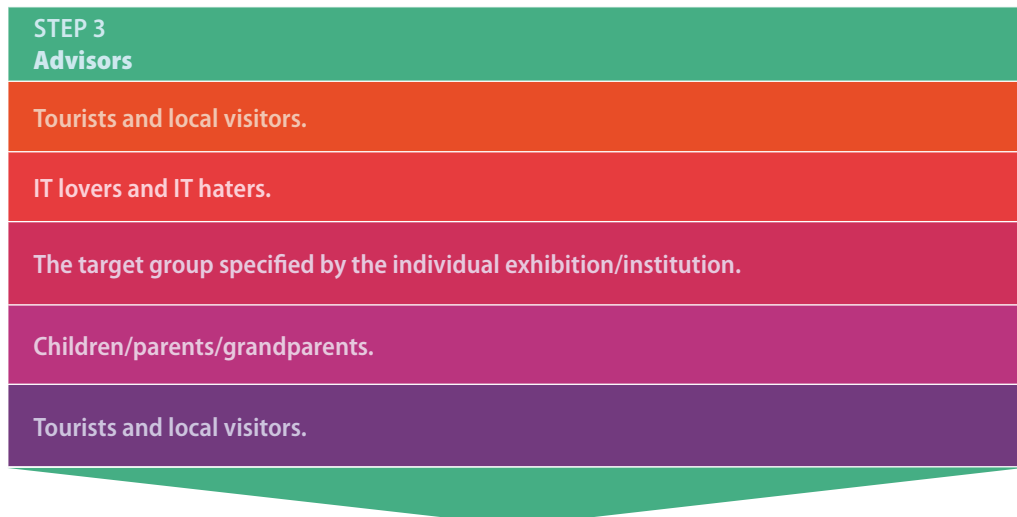 STEP 3
Advisors
Tourists and local visitors.
IT lovers and IT haters.
The target group specified by the individual exhibition/institution.
Children/parents/grandparents.
Tourists and local visitors.